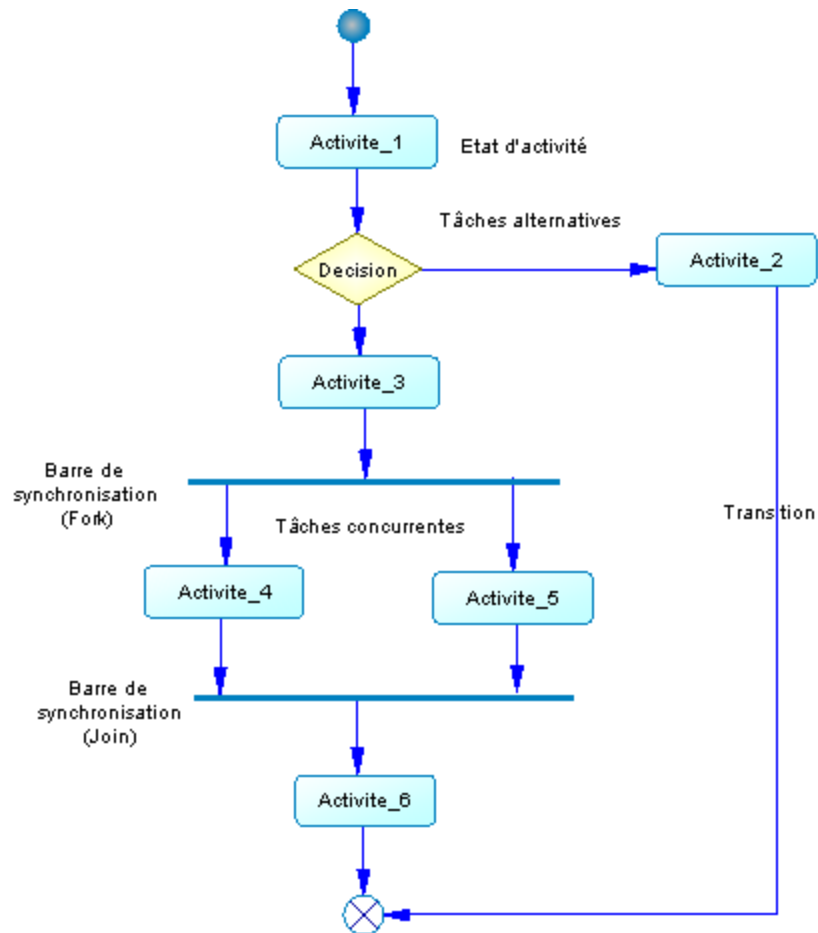 Activite_1
Etat d'activité
Tâches alternatives
Activite_2
Decision
Activite_3
Barre de
synchronisation
(Fork)
Tâches concurrentes
Transition
Activite_4
Activite_5
Barre de
synchronisation
(Join)
Activite_6